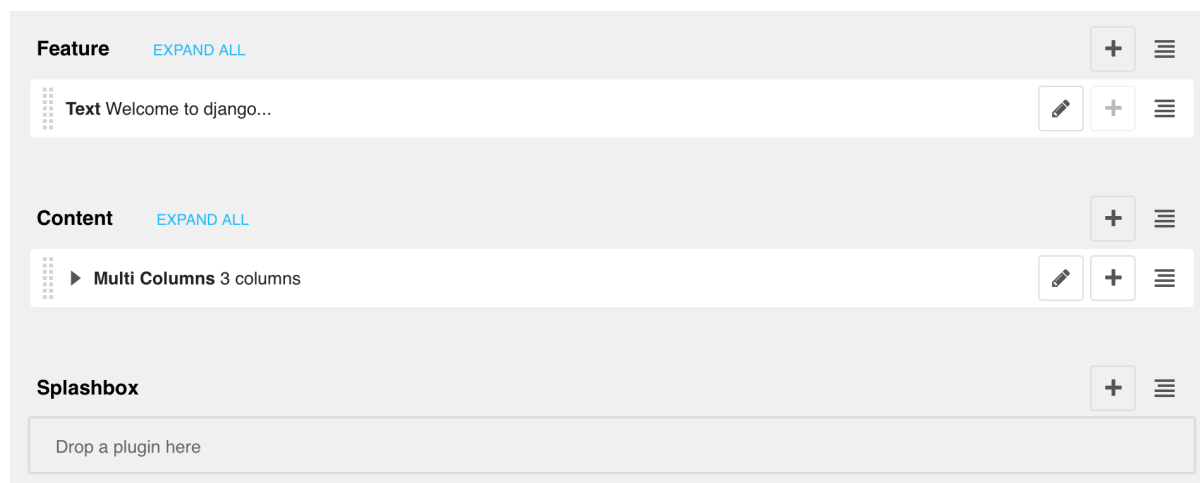 Feature EXPAND ALL
Text Welcome to django...
Content EXPAND ALL
Multi Columns 3 columns
Splashbox
Drop a plugin here